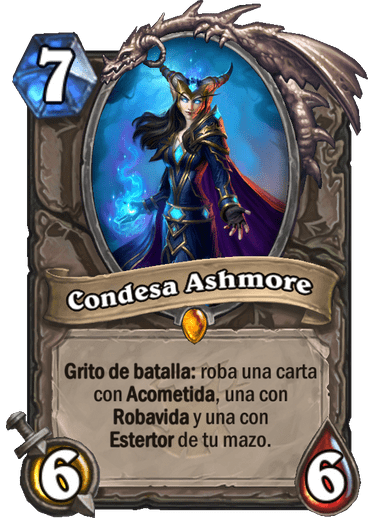 7
Condesa Ashmore
Grito de batalla: roba una carta
con Acometida, una con
Robavida y una con
Estertor de tu mazo.
6
6